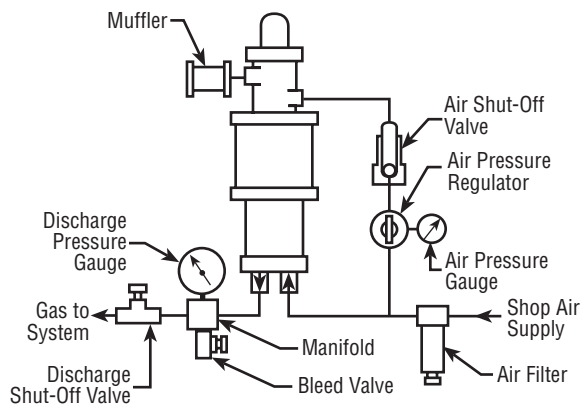 Muffler
Air Shut-Off
Valve
Air Pressure
Regulator
Discharge
Pressure
Gauge
Air Pressure
Gauge
Gas to
System
Shop Air
Supply
Manifold
Air Filter
Bleed Valve
Discharge
Shut-Off Valve